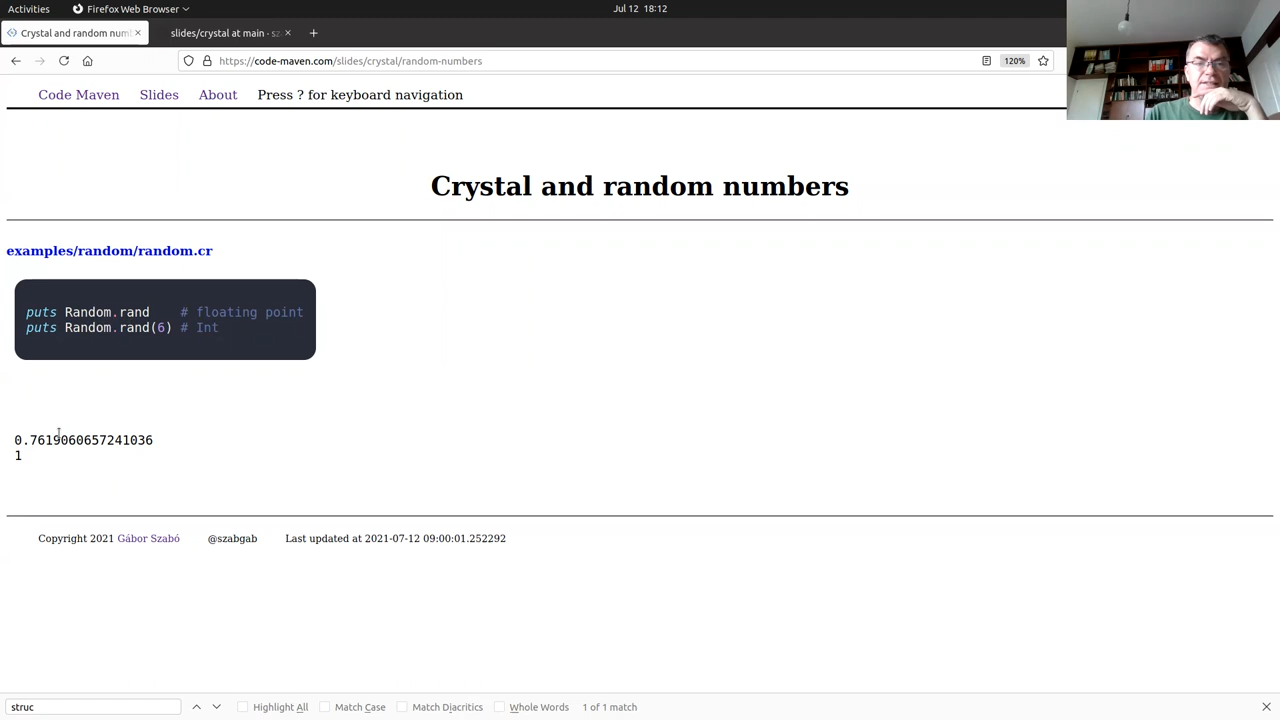 Activities Firefox Web Browser Jul 12 18:12
Crystal and random num slides/crystal at main · sz
https://code-maven.com/slides/crystal/random-numbers 120%
Code Maven Slides About Press ? for keyboard navigation
Crystal and random numbers
examples/random/random.cr
puts Random.rand    # floating point
puts Random.rand(6) # Int
0.7619060657241036
1
Copyright 2021 Gábor Szabó @szabgab Last updated at 2021-07-12 09:00:01.252292
struc Highlight All Match Case Match Diacritics Whole Words 1 of 1 match